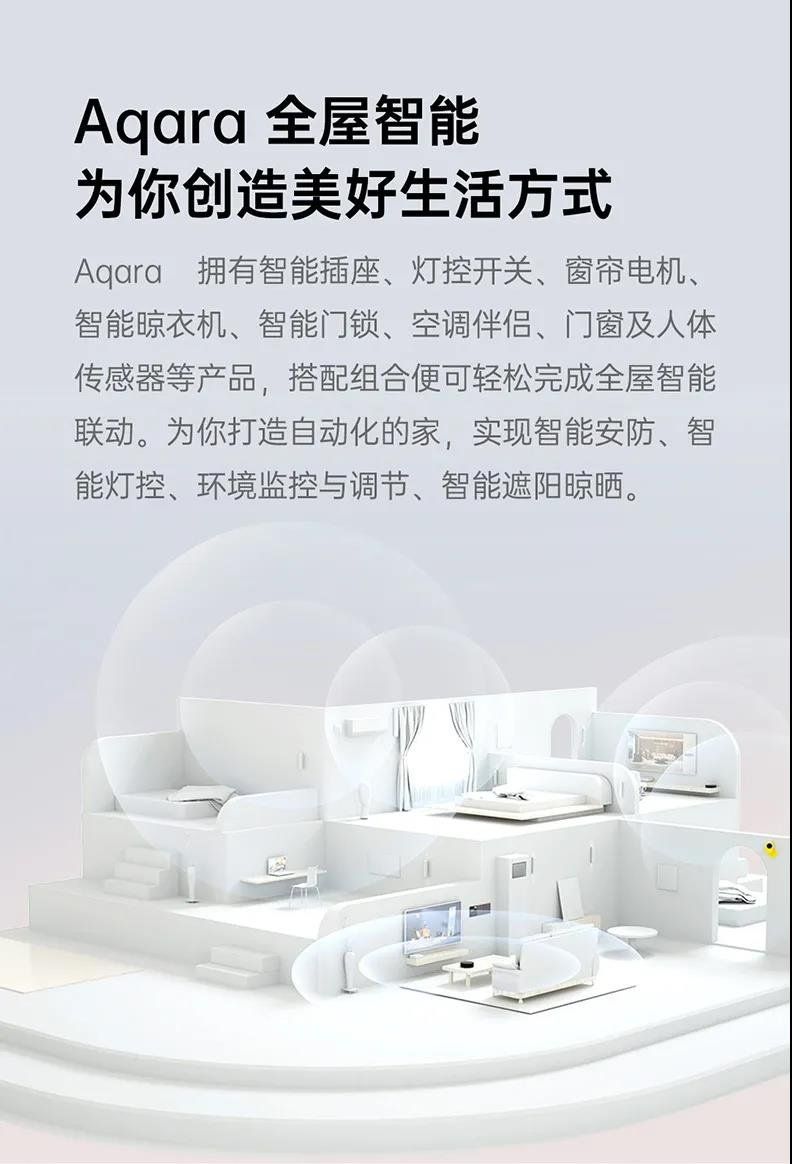 Aqara 全屋智能
为你创造美好生活方式
Aqara 拥有智能插座、灯控开关、窗帘电机、
智能晾衣机、智能门锁、空调伴侣、门窗及人体
传感器等产品，搭配组合便可轻松完成全屋智能
联动。为你打造自动化的家，实现智能安防、智
能灯控、环境监控与调节、智能遮阳晾晒。